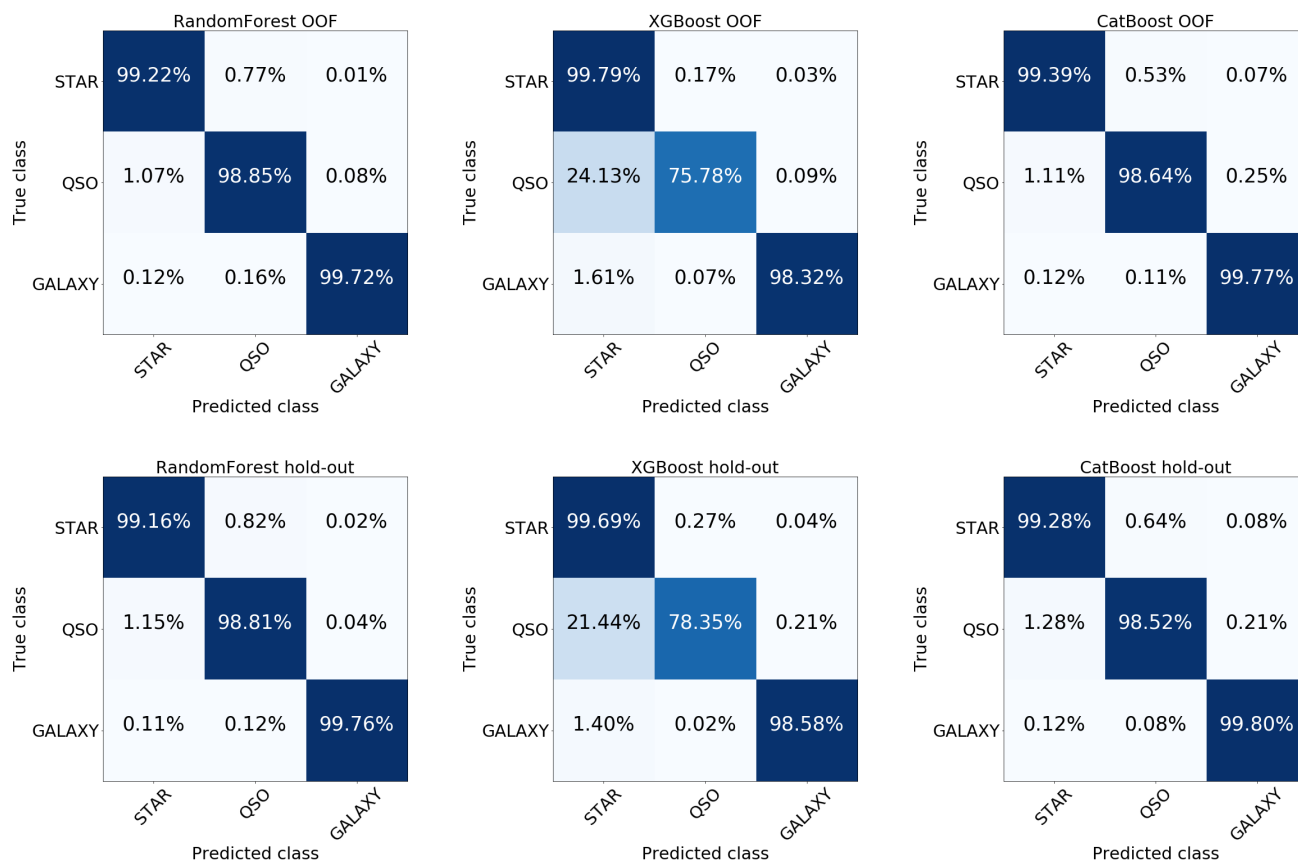 RandomForest OOF
True class
STAR 99.22% 0.77% 0.01%
QSO 1.07% 98.85% 0.08%
GALAXY 0.12% 0.16% 99.72%
STAR QSO GALAXY
Predicted class
XGBoost OOF
True class
STAR 99.79% 0.17% 0.03%
QSO 24.13% 75.78% 0.09%
GALAXY 1.61% 0.07% 98.32%
STAR QSO GALAXY
Predicted class
CatBoost OOF
True class
STAR 99.39% 0.53% 0.07%
QSO 1.11% 98.64% 0.25%
GALAXY 0.12% 0.11% 99.77%
STAR QSO GALAXY
Predicted class
RandomForest hold-out
True class
STAR 99.16% 0.82% 0.02%
QSO 1.15% 98.81% 0.04%
GALAXY 0.11% 0.12% 99.76%
STAR QSO GALAXY
Predicted class
XGBoost hold-out
True class
STAR 99.69% 0.27% 0.04%
QSO 21.44% 78.35% 0.21%
GALAXY 1.40% 0.02% 98.58%
STAR QSO GALAXY
Predicted class
CatBoost hold-out
True class
STAR 99.28% 0.64% 0.08%
QSO 1.28% 98.52% 0.21%
GALAXY 0.12% 0.08% 99.80%
STAR QSO GALAXY
Predicted class